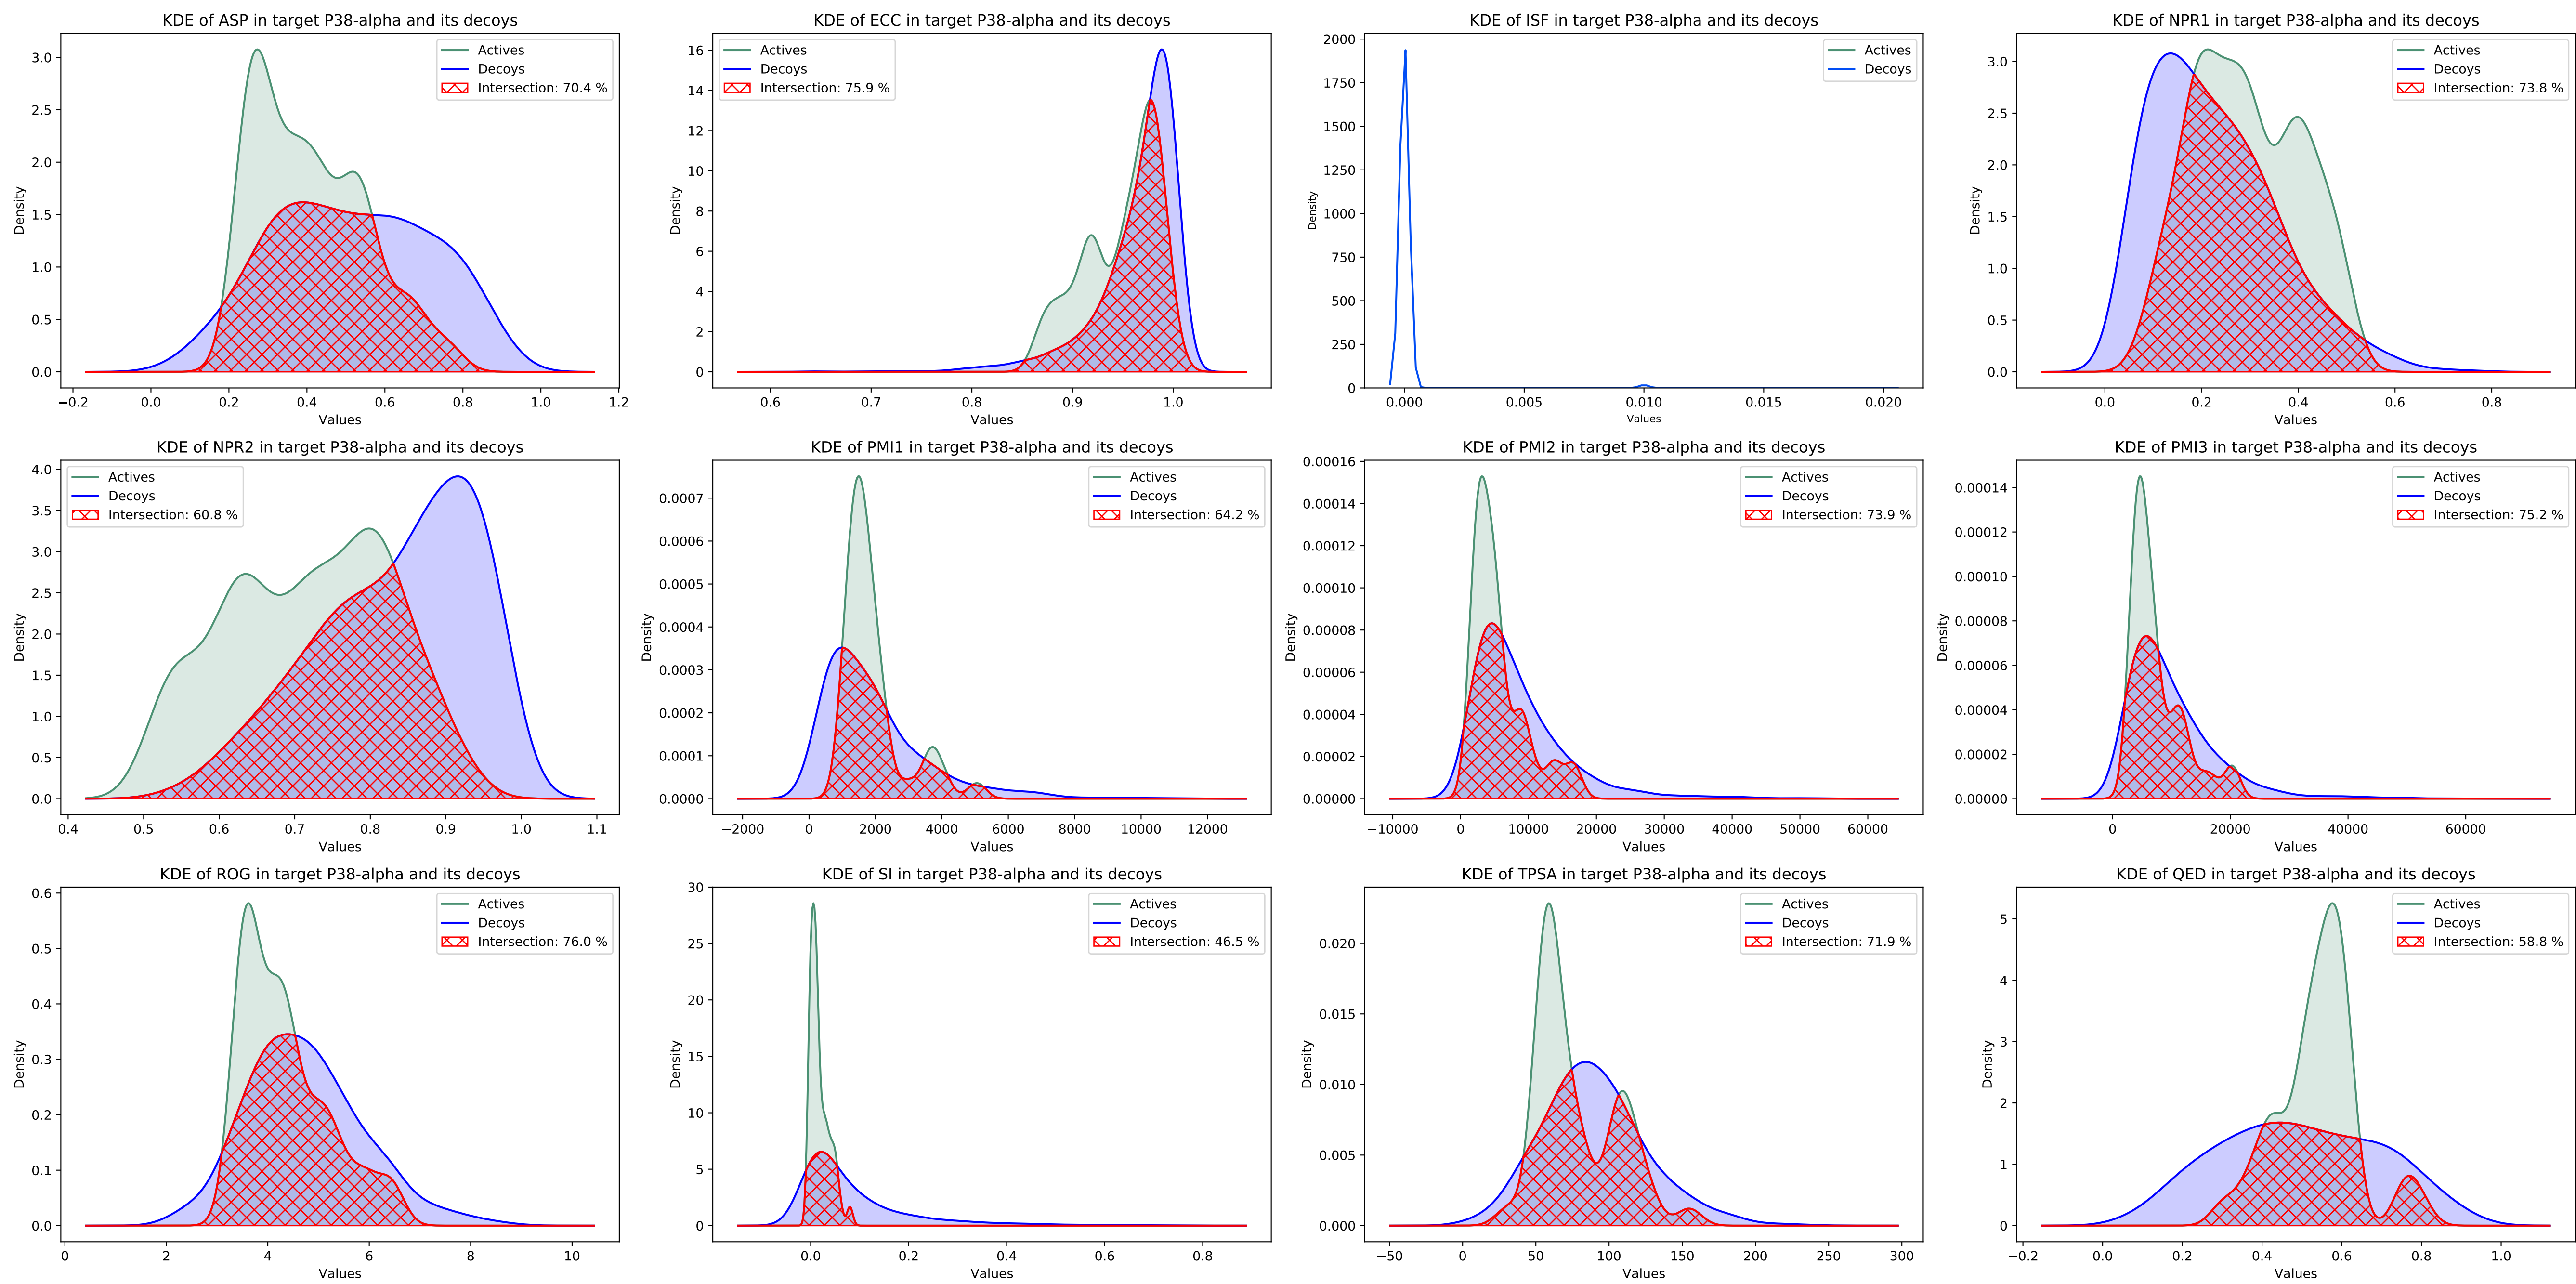 KDE of ASP in target P38-alpha and its decoys
Actives
Decoys
Intersection: 70.4 %
Density
3.0
2.5
2.0
1.5
1.0
0.5
0.0
−0.2 0.0 0.2 0.4 0.6 0.8 1.0 1.2
Values
KDE of ECC in target P38-alpha and its decoys
Actives
Decoys
Intersection: 75.9 %
Density
16
14
12
10
8
6
4
2
0
0.6 0.7 0.8 0.9 1.0
Values
KDE of ISF in target P38-alpha and its decoys
Actives
Decoys
Density
2000
1750
1500
1250
1000
750
500
250
0
0.000 0.005 0.010 0.015 0.020
Values
KDE of NPR1 in target P38-alpha and its decoys
Actives
Decoys
Intersection: 73.8 %
Density
3.0
2.5
2.0
1.5
1.0
0.5
0.0
0.0 0.2 0.4 0.6 0.8
Values
KDE of NPR2 in target P38-alpha and its decoys
Actives
Decoys
Intersection: 60.8 %
Density
4.0
3.5
3.0
2.5
2.0
1.5
1.0
0.5
0.0
0.4 0.5 0.6 0.7 0.8 0.9 1.0 1.1
Values
KDE of PMI1 in target P38-alpha and its decoys
Actives
Decoys
Intersection: 64.2 %
Density
0.0007
0.0006
0.0005
0.0004
0.0003
0.0002
0.0001
0.0000
−2000 0 2000 4000 6000 8000 10000 12000
Values
KDE of PMI2 in target P38-alpha and its decoys
Actives
Decoys
Intersection: 73.9 %
Density
0.00016
0.00014
0.00012
0.00010
0.00008
0.00006
0.00004
0.00002
0.00000
−10000 0 10000 20000 30000 40000 50000 60000
Values
KDE of PMI3 in target P38-alpha and its decoys
Actives
Decoys
Intersection: 75.2 %
Density
0.00014
0.00012
0.00010
0.00008
0.00006
0.00004
0.00002
0.00000
0 20000 40000 60000
Values
KDE of ROG in target P38-alpha and its decoys
Actives
Decoys
Intersection: 76.0 %
Density
0.6
0.5
0.4
0.3
0.2
0.1
0.0
0 2 4 6 8 10
Values
KDE of SI in target P38-alpha and its decoys
Actives
Decoys
Intersection: 46.5 %
Density
30
25
20
15
10
5
0
0.0 0.2 0.4 0.6 0.8
Values
KDE of TPSA in target P38-alpha and its decoys
Actives
Decoys
Intersection: 71.9 %
Density
0.020
0.015
0.010
0.005
0.000
−50 0 50 100 150 200 250 300
Values
KDE of QED in target P38-alpha and its decoys
Actives
Decoys
Intersection: 58.8 %
Density
5
4
3
2
1
0
−0.2 0.0 0.2 0.4 0.6 0.8 1.0
Values